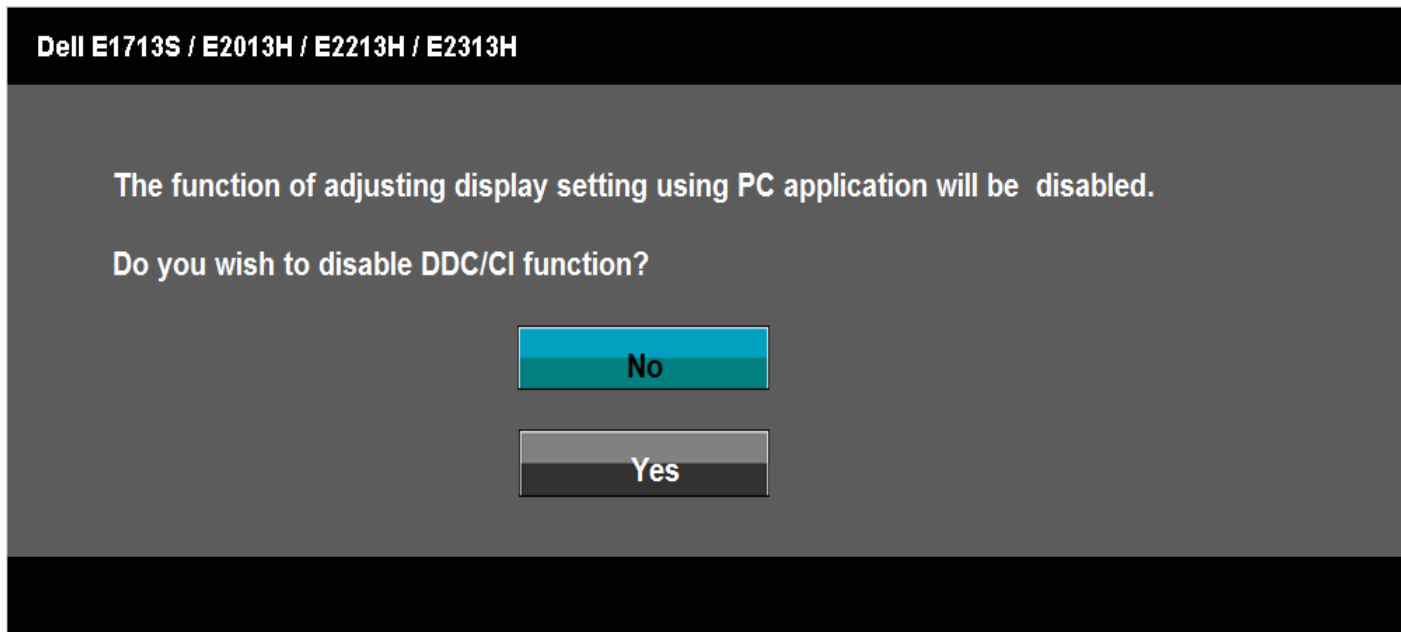 Dell E1713S / E2013H / E2213H / E2313H
The function of adjusting display setting using PC application will be  disabled.
Do you wish to disable DDC/CI function?
No
Yes